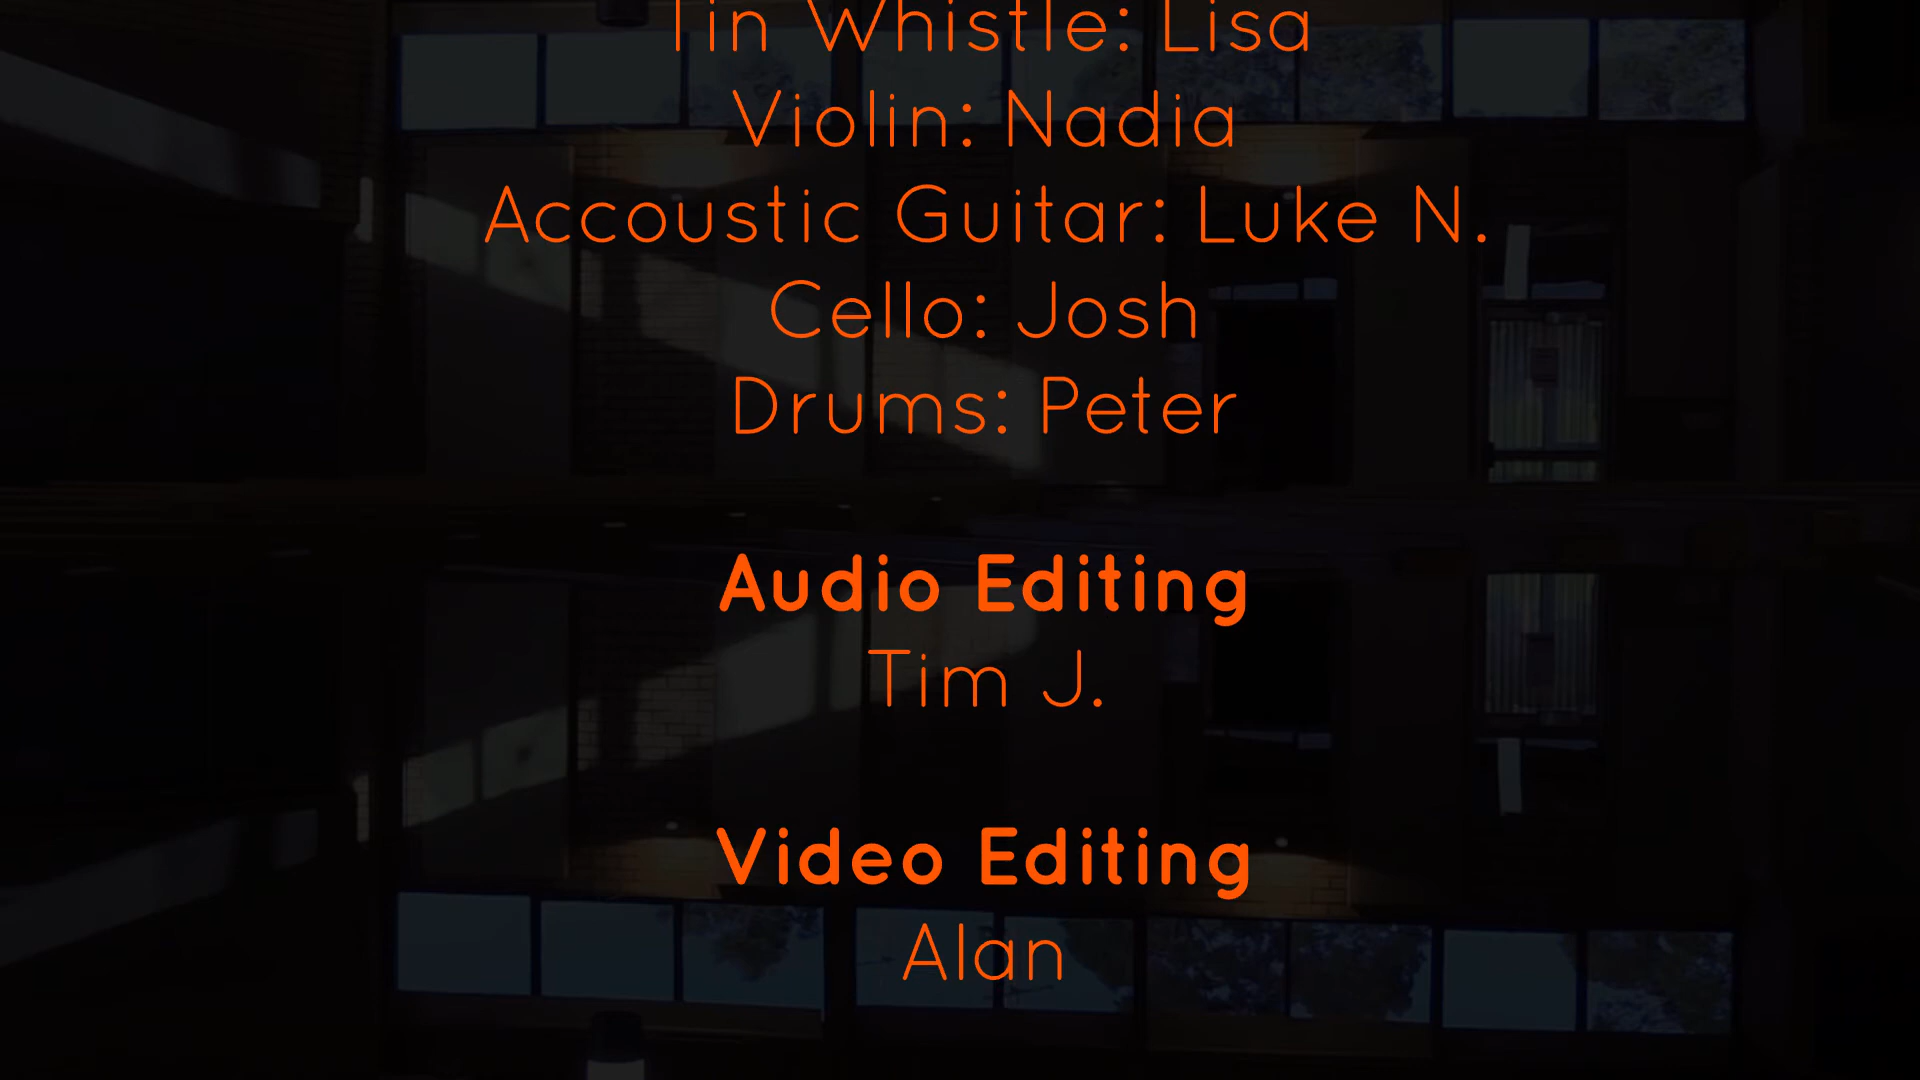 Tin Whistle: Lisa
Violin: Nadia
Accoustic Guitar: Luke N.
Cello: Josh
Drums: Peter
Audio Editing
Tim J.
Video Editing
Alan